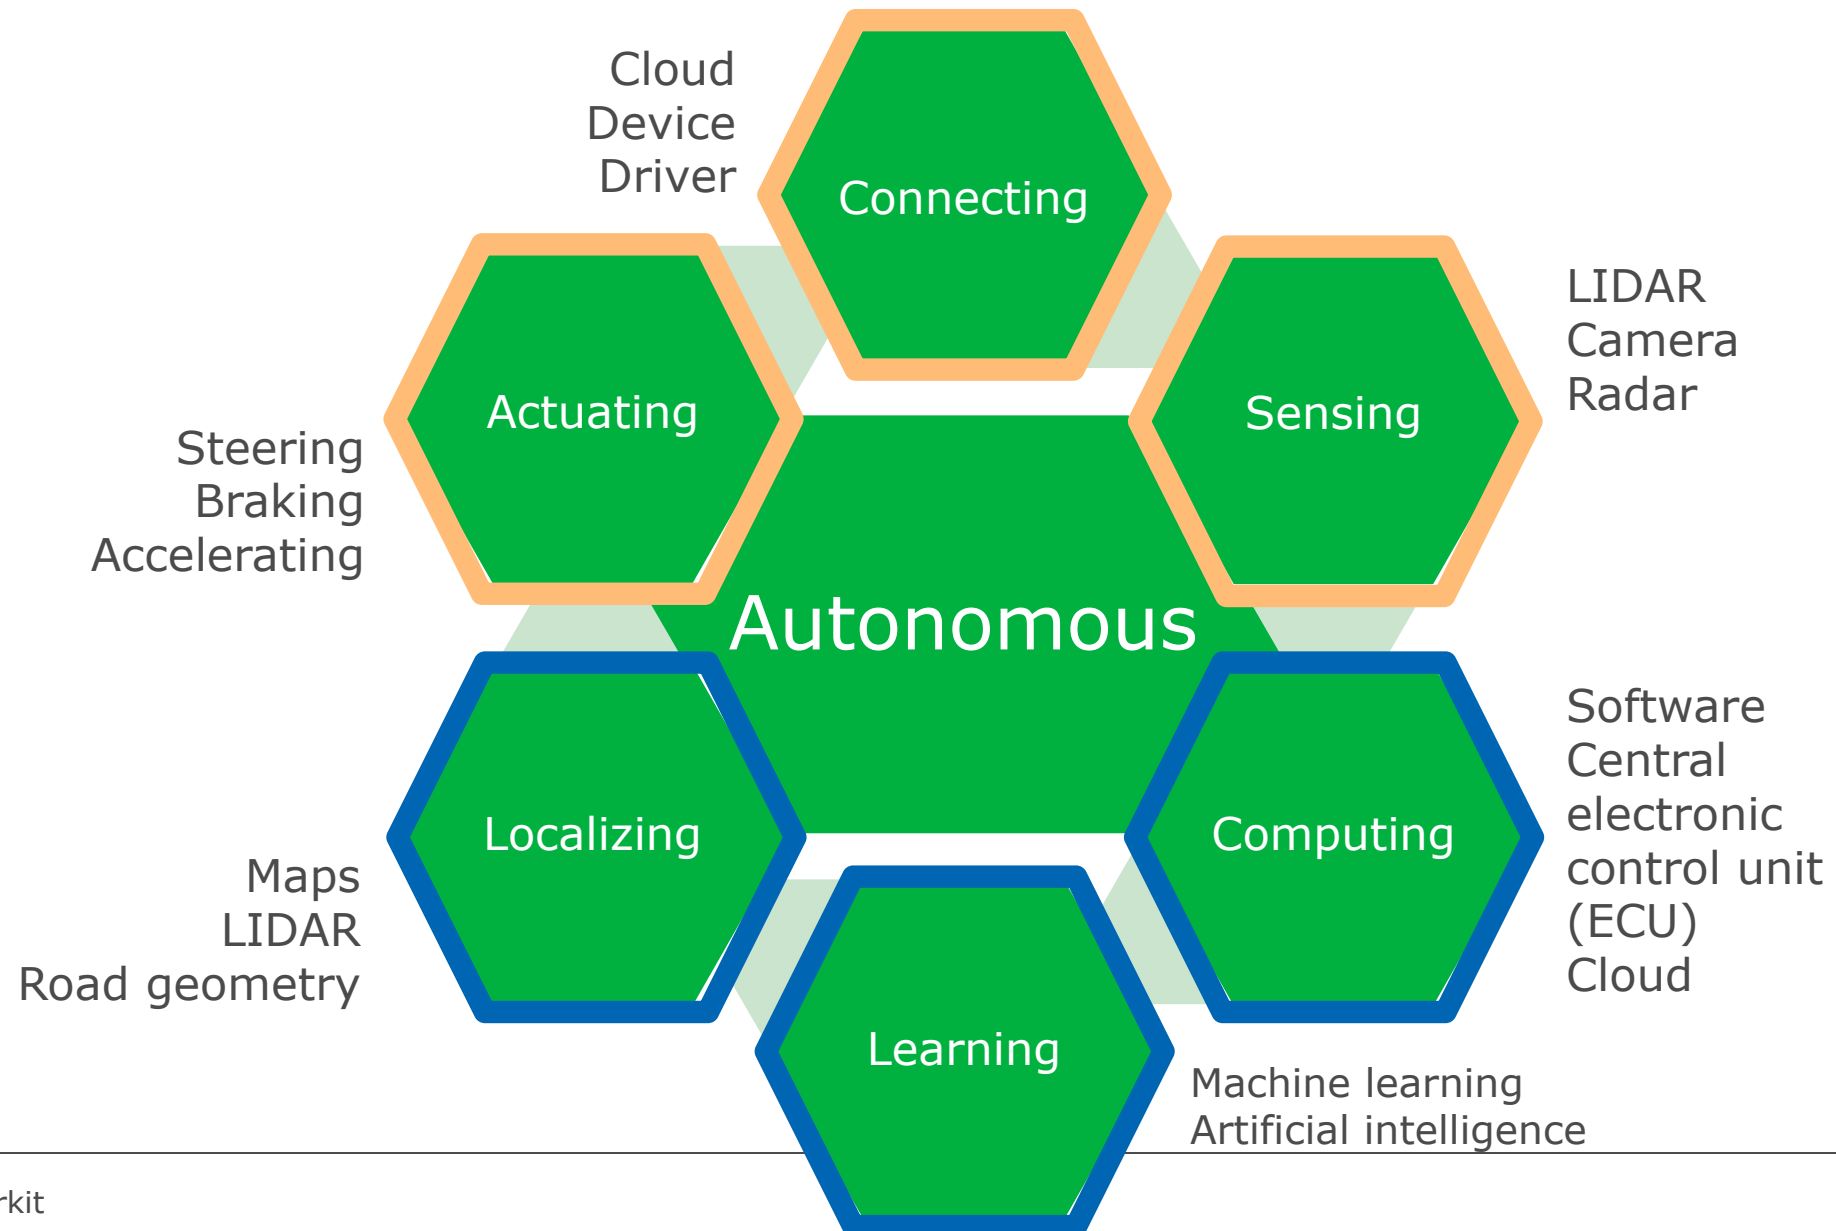 Cloud
Device
Driver
Connecting
LIDAR
Camera
Radar
Actuating
Sensing
Steering
Braking
Accelerating
Autonomous
Software
Central
electronic
control unit
(ECU)
Cloud
Localizing
Computing
Maps
LIDAR
Road geometry
Learning
Machine learning
Artificial intelligence